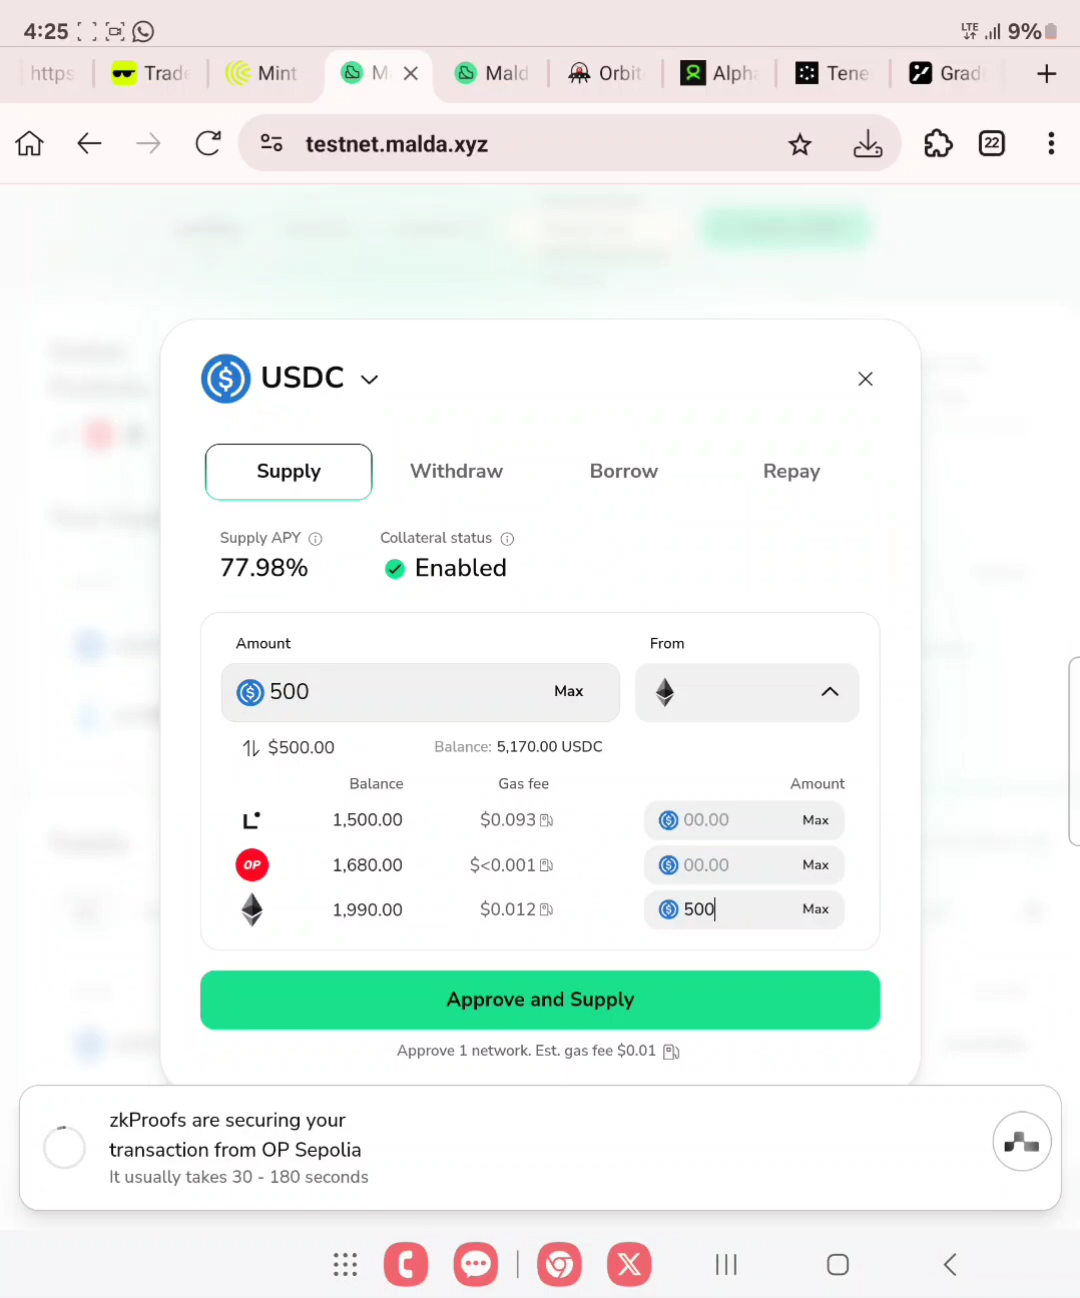 4:25 LTE 9%
https Trade Mint M Mald Orbit Alpha Tene Grad
testnet.malda.xyz 22
USDC
Supply Withdraw Borrow Repay
Supply APY Collateral status
77.98% Enabled
Amount From
500 Max
$500.00 Balance: 5,170.00 USDC
Balance Gas fee Amount
L 1,500.00 $0.093 00.00 Max
OP 1,680.00 $<0.001 00.00 Max
1,990.00 $0.012 500 Max
Approve and Supply
Approve 1 network. Est. gas fee $0.01
zkProofs are securing your
transaction from OP Sepolia
It usually takes 30 - 180 seconds